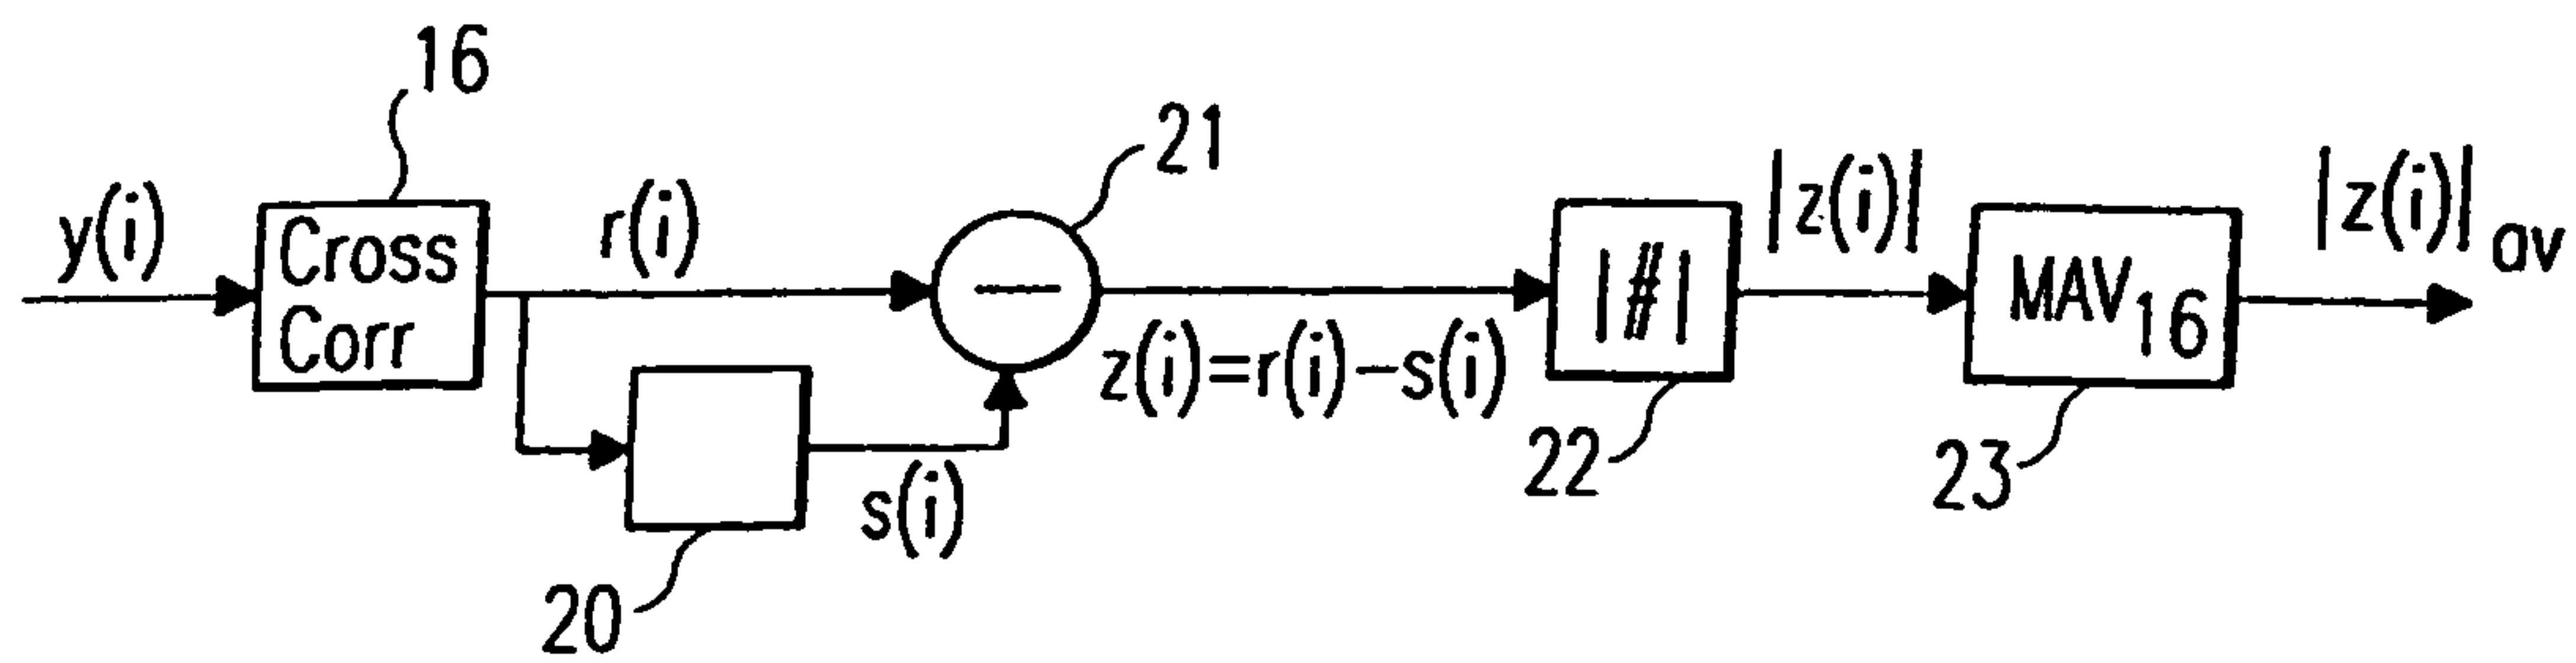 16
21
y(i)
Cross
Corr
r(i)
|z(i)|
|z(i)|av
|#|
MAV16
z(i)=r(i)-s(i)
s(i)
22
23
20